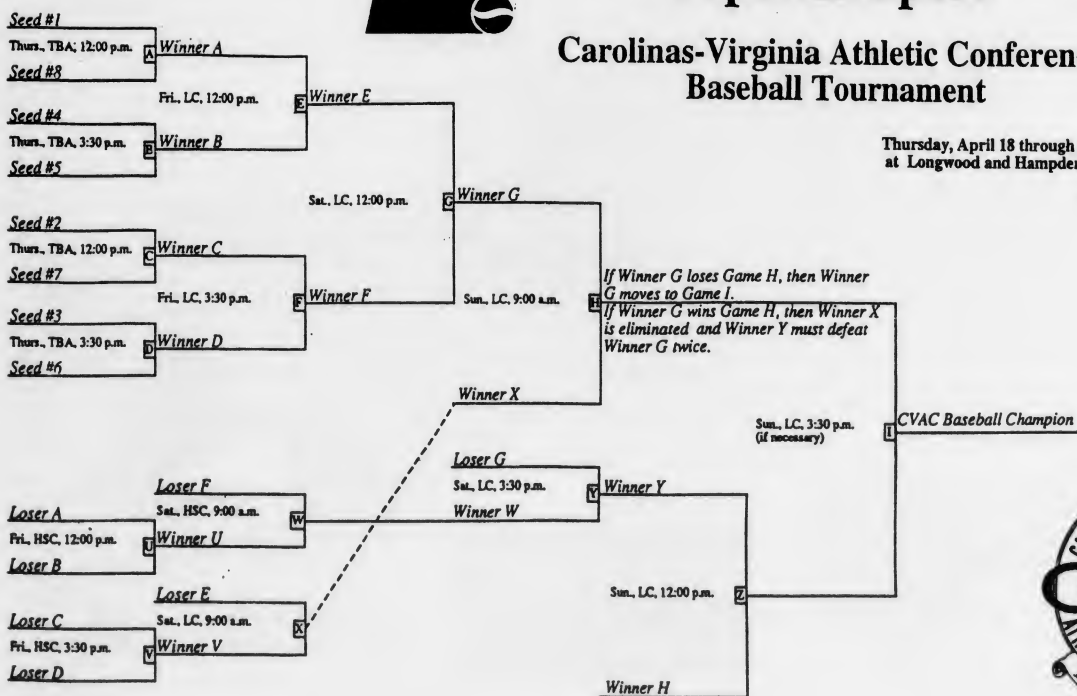 Carolinas-Virginia Athletic
Baseball Tournament
Thursday, April 18 through
at Longwood and
Seed #1
Thurs., TBA; 12:00 p.m.
A
Winner A
Seed #8
Fri., LC, 12:00 p.m.
E
Winner E
Seed #4
Thurs., TBA, 3:30 p.m.
B
Winner B
Seed #5
Sat., LC, 12:00 p.m.
G
Winner G
Seed #2
Thurs., TBA, 12:00 p.m.
C
Winner C
Seed #7
Fri., LC, 3:30 p.m.
F
Winner F
Seed #3
Thurs., TBA, 3:30 p.m.
D
Winner D
Seed #6
Sun., LC, 9:00 a.m.
H
If Winner G loses Game H, then Winner
G moves to Game I.
If Winner G wins Game H, then Winner X
is eliminated and Winner Y must defeat
Winner G twice.
Winner X
Sun., LC, 3:30 p.m.
(if necessary)
I
CVAC Baseball Champion
Loser G
Sat., LC, 3:30 p.m.
Y
Winner Y
Winner W
Loser F
Sat., HSC, 9:00 a.m.
W
Loser A
Fri., HSC, 12:00 p.m.
U
Winner U
Loser B
Loser E
Sat., LC, 9:00 a.m.
X
Loser C
Fri., HSC, 3:30 p.m.
V
Winner V
Loser D
Sun., LC, 12:00 p.m.
Z
Winner H